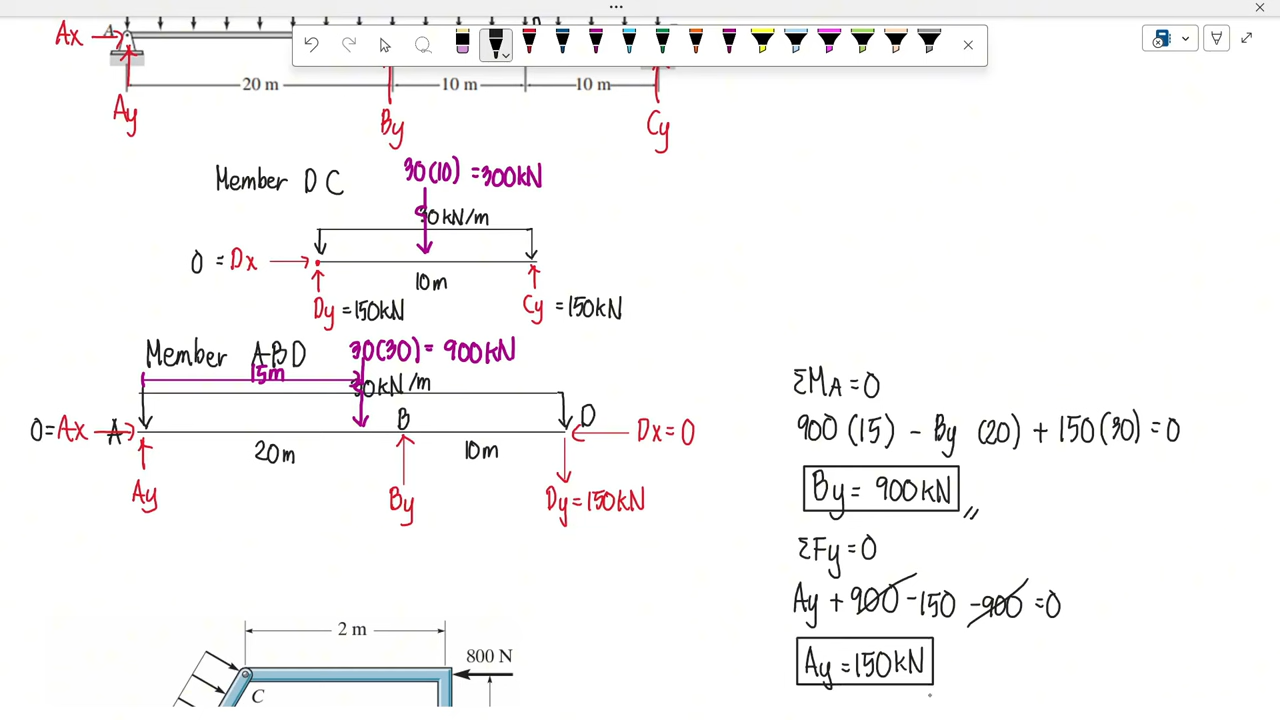 Ax A
20 m 10 m 10 m
Ay By Cy
Member DC 30(10) = 300kN
30kN/m
0 = Dx
10m
Dy = 150kN Cy = 150kN
Member ABD 30(30) = 900kN
15m
30kN/m
0 = Ax A B D Dx = 0
20m 10m
Ay By Dy = 150kN
ΣMA = 0
900 (15) - By (20) + 150(30) = 0
By = 900kN
ΣFy = 0
Ay + 900 - 150 - 900 = 0
Ay = 150kN
2 m
800 N
C